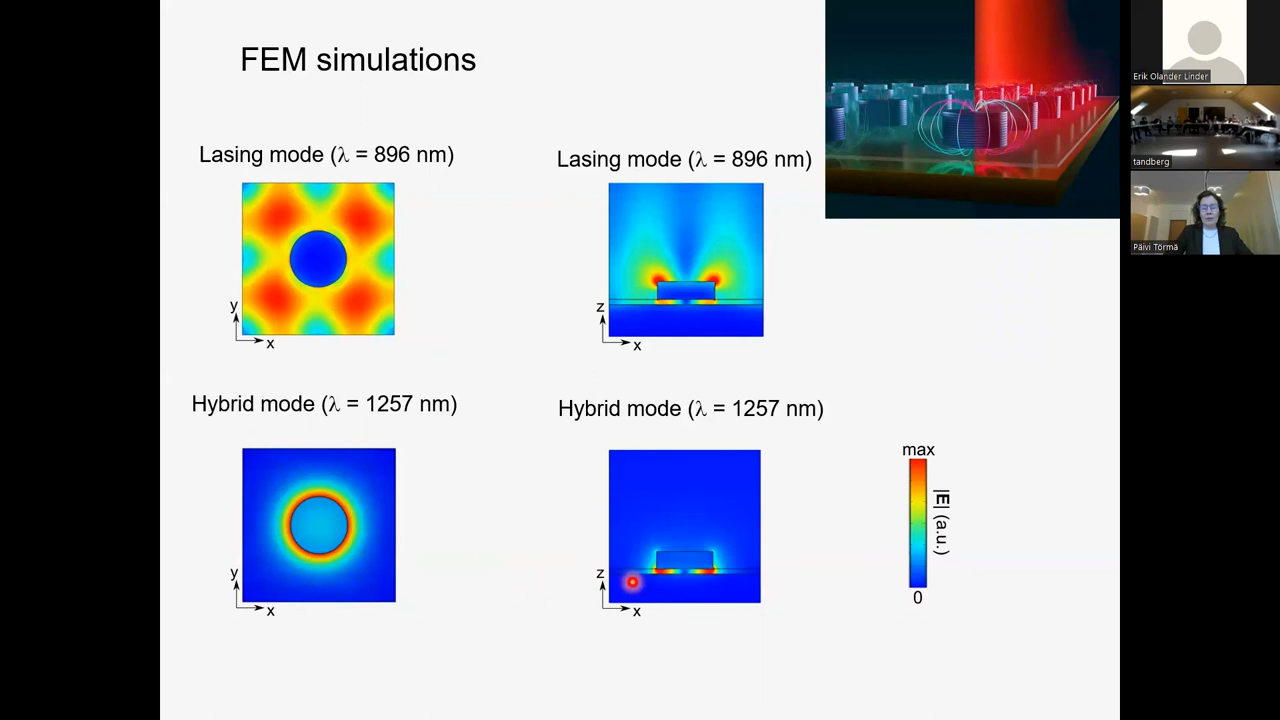 FEM simulations
Lasing mode (λ = 896 nm)
Lasing mode (λ = 896 nm)
y
x
z
x
Hybrid mode (λ = 1257 nm)
Hybrid mode (λ = 1257 nm)
y
x
z
x
max
|E| (a.u.)
0
Erik Olander Linder
tandberg
Päivi Törmä